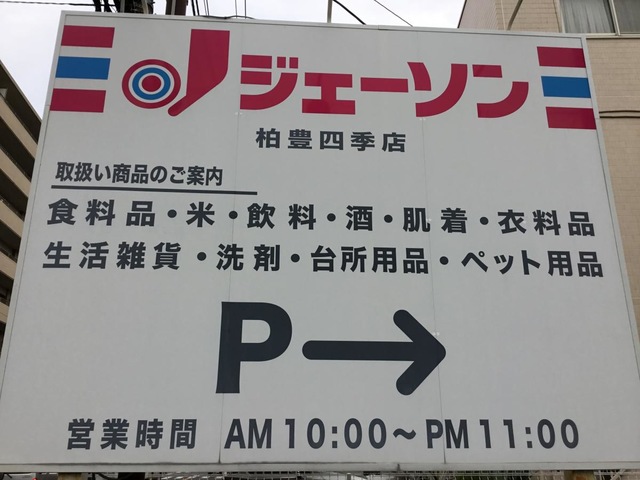 ジェーソン
柏豊四季店
取扱い商品のご案内
食料品・米・飲料・酒・肌着・衣料品
生活雑貨・洗剤・台所用品・ペット用品
P→
営業時間 AM10:00～PM11:00